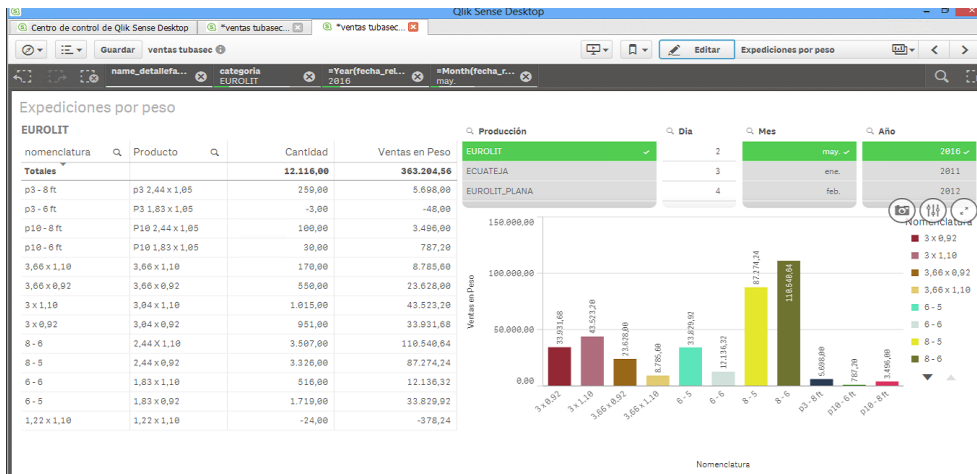 Qlik Sense Desktop
Centro de control de Qlik Sense Desktop
*ventas tubasec...
*ventas tubasec...
Guardar
ventas tubasec
Editar
Expediciones por peso
name_detallefa...
categoria
EUROLIT
=Year(fecha_rel...
2016
=Month(fecha_r...
may.
Expediciones por peso
EUROLIT
nomenclatura Producto Cantidad Ventas en Peso
Totales 12.116,00 363.204,56
p3 - 8 ft p3 2,44 x 1,05 259,00 5.698,00
p3 - 6 ft P3 1,83 x 1,05 -3,00 -48,00
p10 - 8 ft P10 2,44 x 1,05 100,00 3.496,00
p10 - 6 ft P10 1,83 x 1,05 30,00 787,20
3,66 x 1,10 3,66 x 1,10 170,00 8.785,60
3,66 x 0,92 3,66 x 0,92 550,00 23.628,00
3 x 1,10 3,04 x 1,10 1.015,00 43.523,20
3 x 0,92 3,04 x 0,92 951,00 33.931,68
8 - 6 2,44 X 1,10 3.507,00 110.540,64
8 - 5 2,44 x 0,92 3.326,00 87.274,24
6 - 6 1,83 x 1,10 516,00 12.136,32
6 - 5 1,83 x 0,92 1.719,00 33.829,92
1,22 x 1,10 1,22 x 1,10 -24,00 -378,24
Producción
EUROLIT
ECUATEJA
EUROLIT_PLANA
Dia
2
3
4
Mes
may.
ene.
feb.
Año
2016
2011
2012
Ventas en Peso
150.000,00
100.000,00
50.000,00
0,00
33.931,68
43.523,20
23.628,00
8.785,60
33.829,92
12.136,32
87.274,24
110.540,64
5.698,00
787,20
3.496,00
3 x 0,92
3 x 1,10
3,66 x 0,92
3,66 x 1,10
6 - 5
6 - 6
8 - 5
8 - 6
p3 - 8 ft
p10 - 6 ft
p10 - 8 ft
Nomenclatura
Nomenclatura
3 x 0,92
3 x 1,10
3,66 x 0,92
3,66 x 1,10
6 - 5
6 - 6
8 - 5
8 - 6